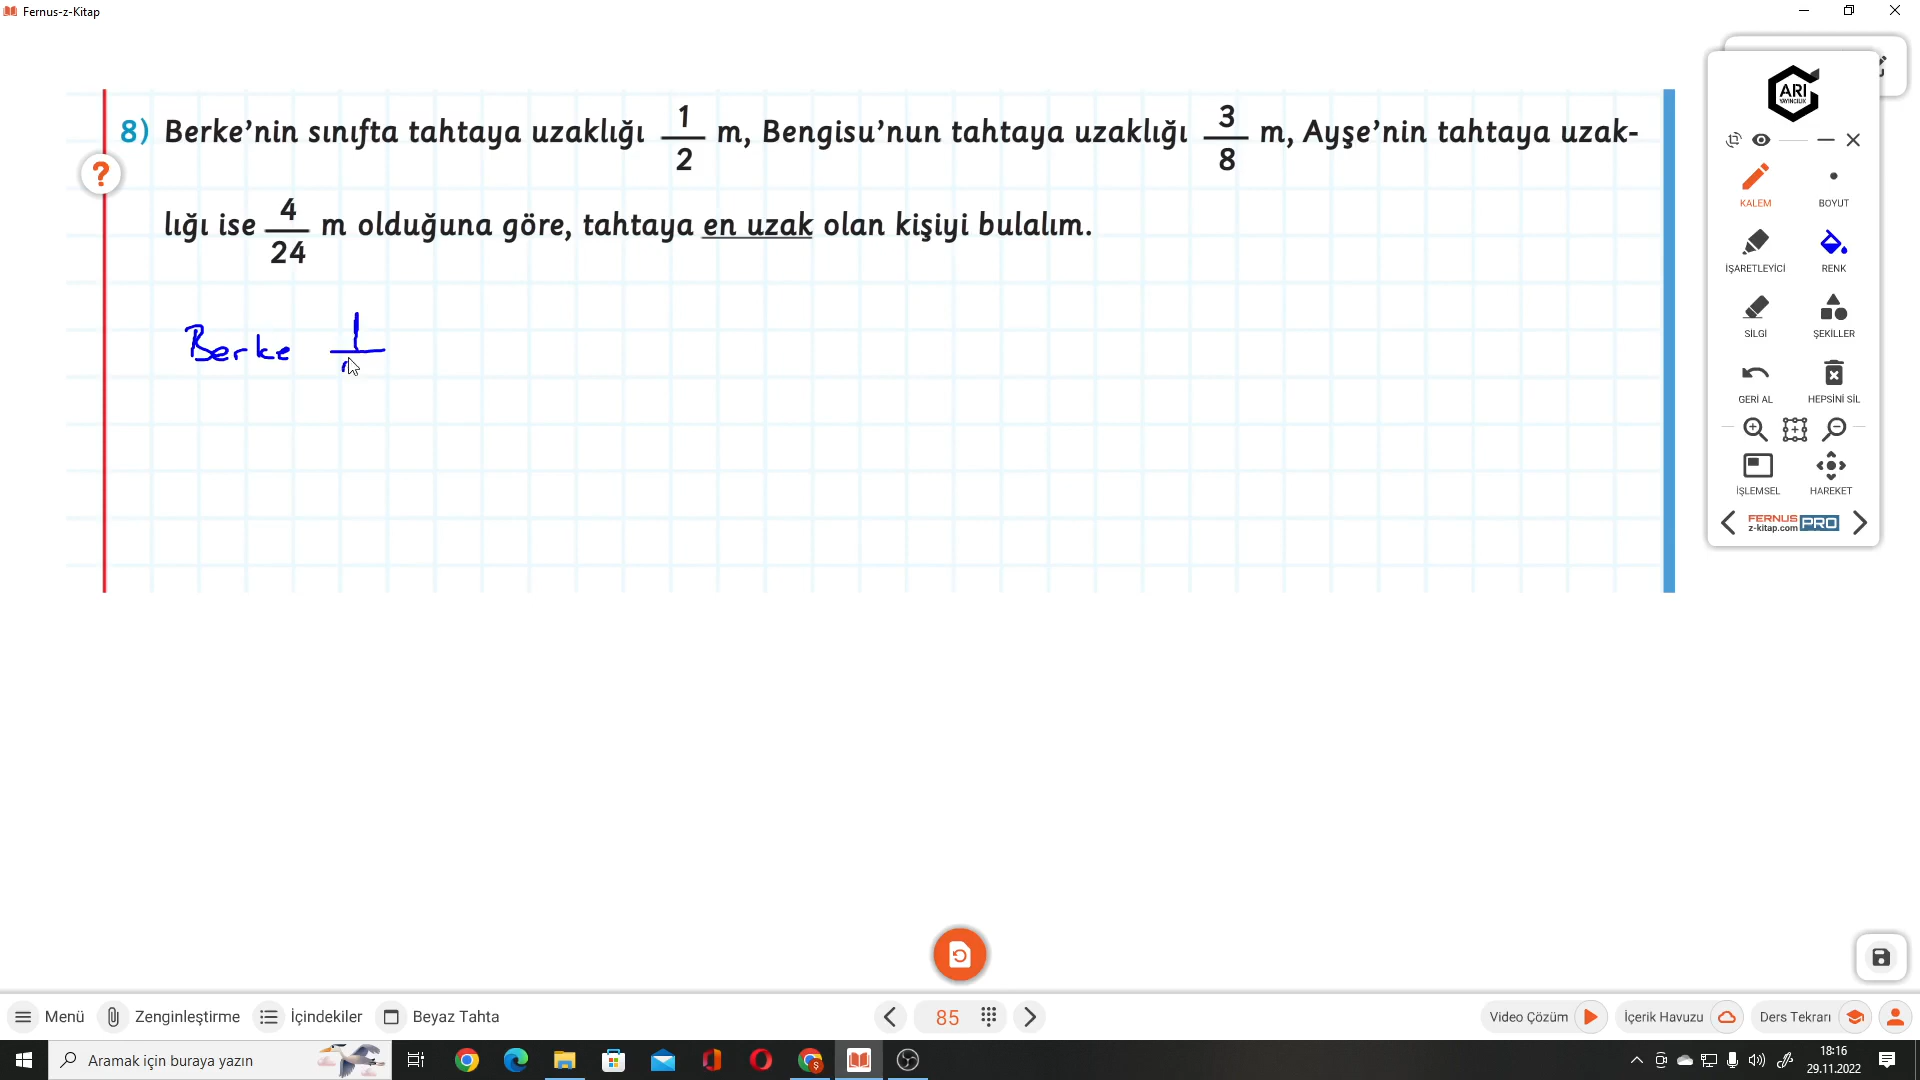 Fernus-z-Kitap
8) Berke'nin sınıfta tahtaya uzaklığı 1/2 m, Bengisu'nun tahtaya uzaklığı 3/8 m, Ayşe'nin tahtaya uzak-
lığı ise 4/24 m olduğuna göre, tahtaya en uzak olan kişiyi bulalım.
?
Berke 1
ARI
YAYINCILIK
KALEM
BOYUT
İŞARETLEYİCİ
RENK
SİLGİ
ŞEKİLLER
GERİ AL
HEPSİNİ SİL
İŞLEMSEL
HAREKET
FERNUS PRO
z-kitap.com
Menü
Zenginleştirme
İçindekiler
Beyaz Tahta
85
Video Çözüm
İçerik Havuzu
Ders Tekrarı
Aramak için buraya yazın
18:16
29.11.2022